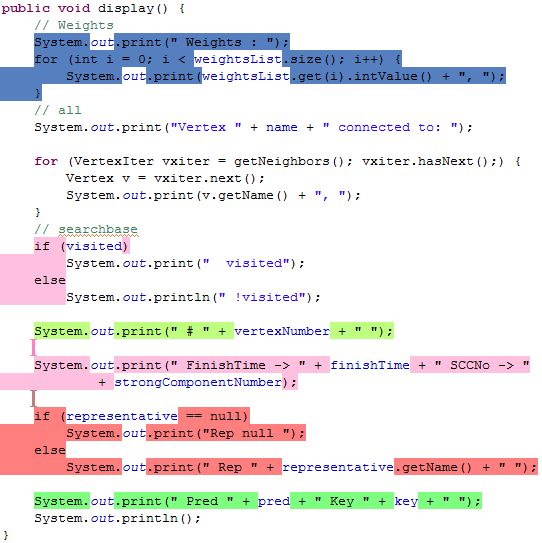 public void display() {
    // Weights
    System.out.print(" Weights : ");
    for (int i = 0; i < weightsList.size(); i++) {
        System.out.print(weightsList.get(i).intValue() + ", ");
    }
    // all
    System.out.print("Vertex " + name + " connected to: ");
    for (VertexIter vxiter = getNeighbors(); vxiter.hasNext();) {
        Vertex v = vxiter.next();
        System.out.print(v.getName() + ", ");
    }
    // searchbase
    if (visited)
        System.out.print("  visited");
    else
        System.out.println(" !visited");
    System.out.print(" # " + vertexNumber + " ");
    System.out.print(" FinishTime -> " + finishTime + " SCCNo -> "
            + strongComponentNumber);
    if (representative == null)
        System.out.print("Rep null ");
    else
        System.out.print(" Rep " + representative.getName() + " ");
    System.out.print(" Pred " + pred + " Key " + key + " ");
    System.out.println();
}